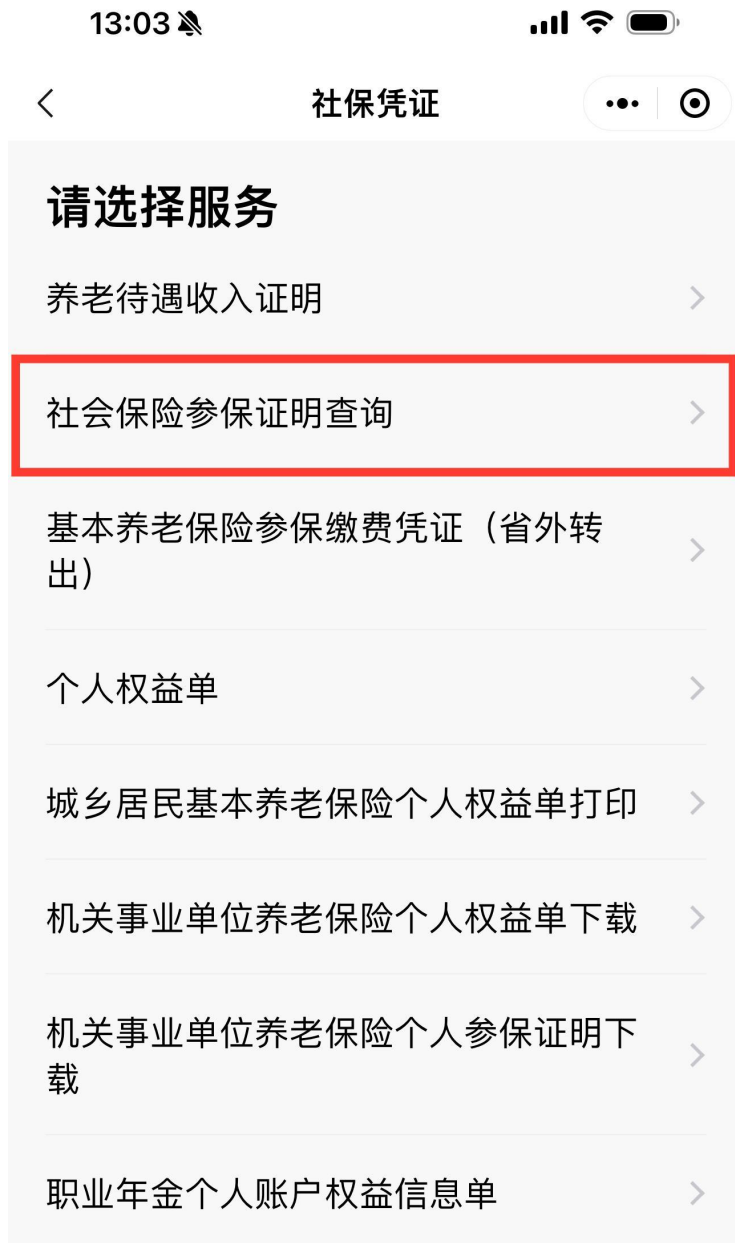 13:03
社保凭证
请选择服务
养老待遇收入证明
社会保险参保证明查询
基本养老保险参保缴费凭证（省外转
出）
个人权益单
城乡居民基本养老保险个人权益单打印
机关事业单位养老保险个人权益单下载
机关事业单位养老保险个人参保证明下
载
职业年金个人账户权益信息单